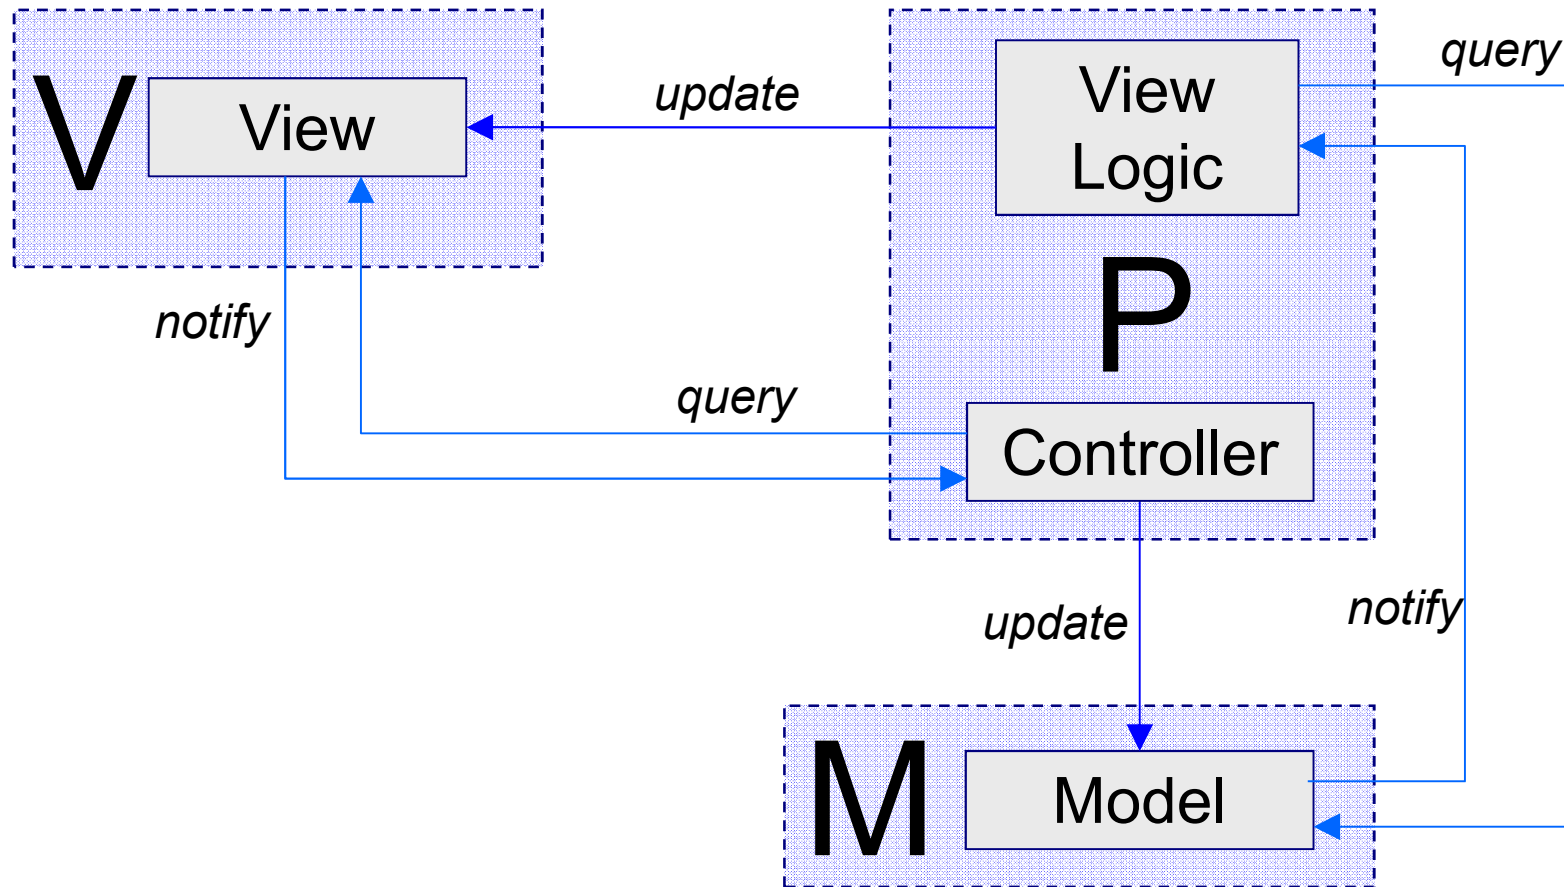 query
V
View
update
View
Logic
notify
P
query
Controller
update
notify
M
Model